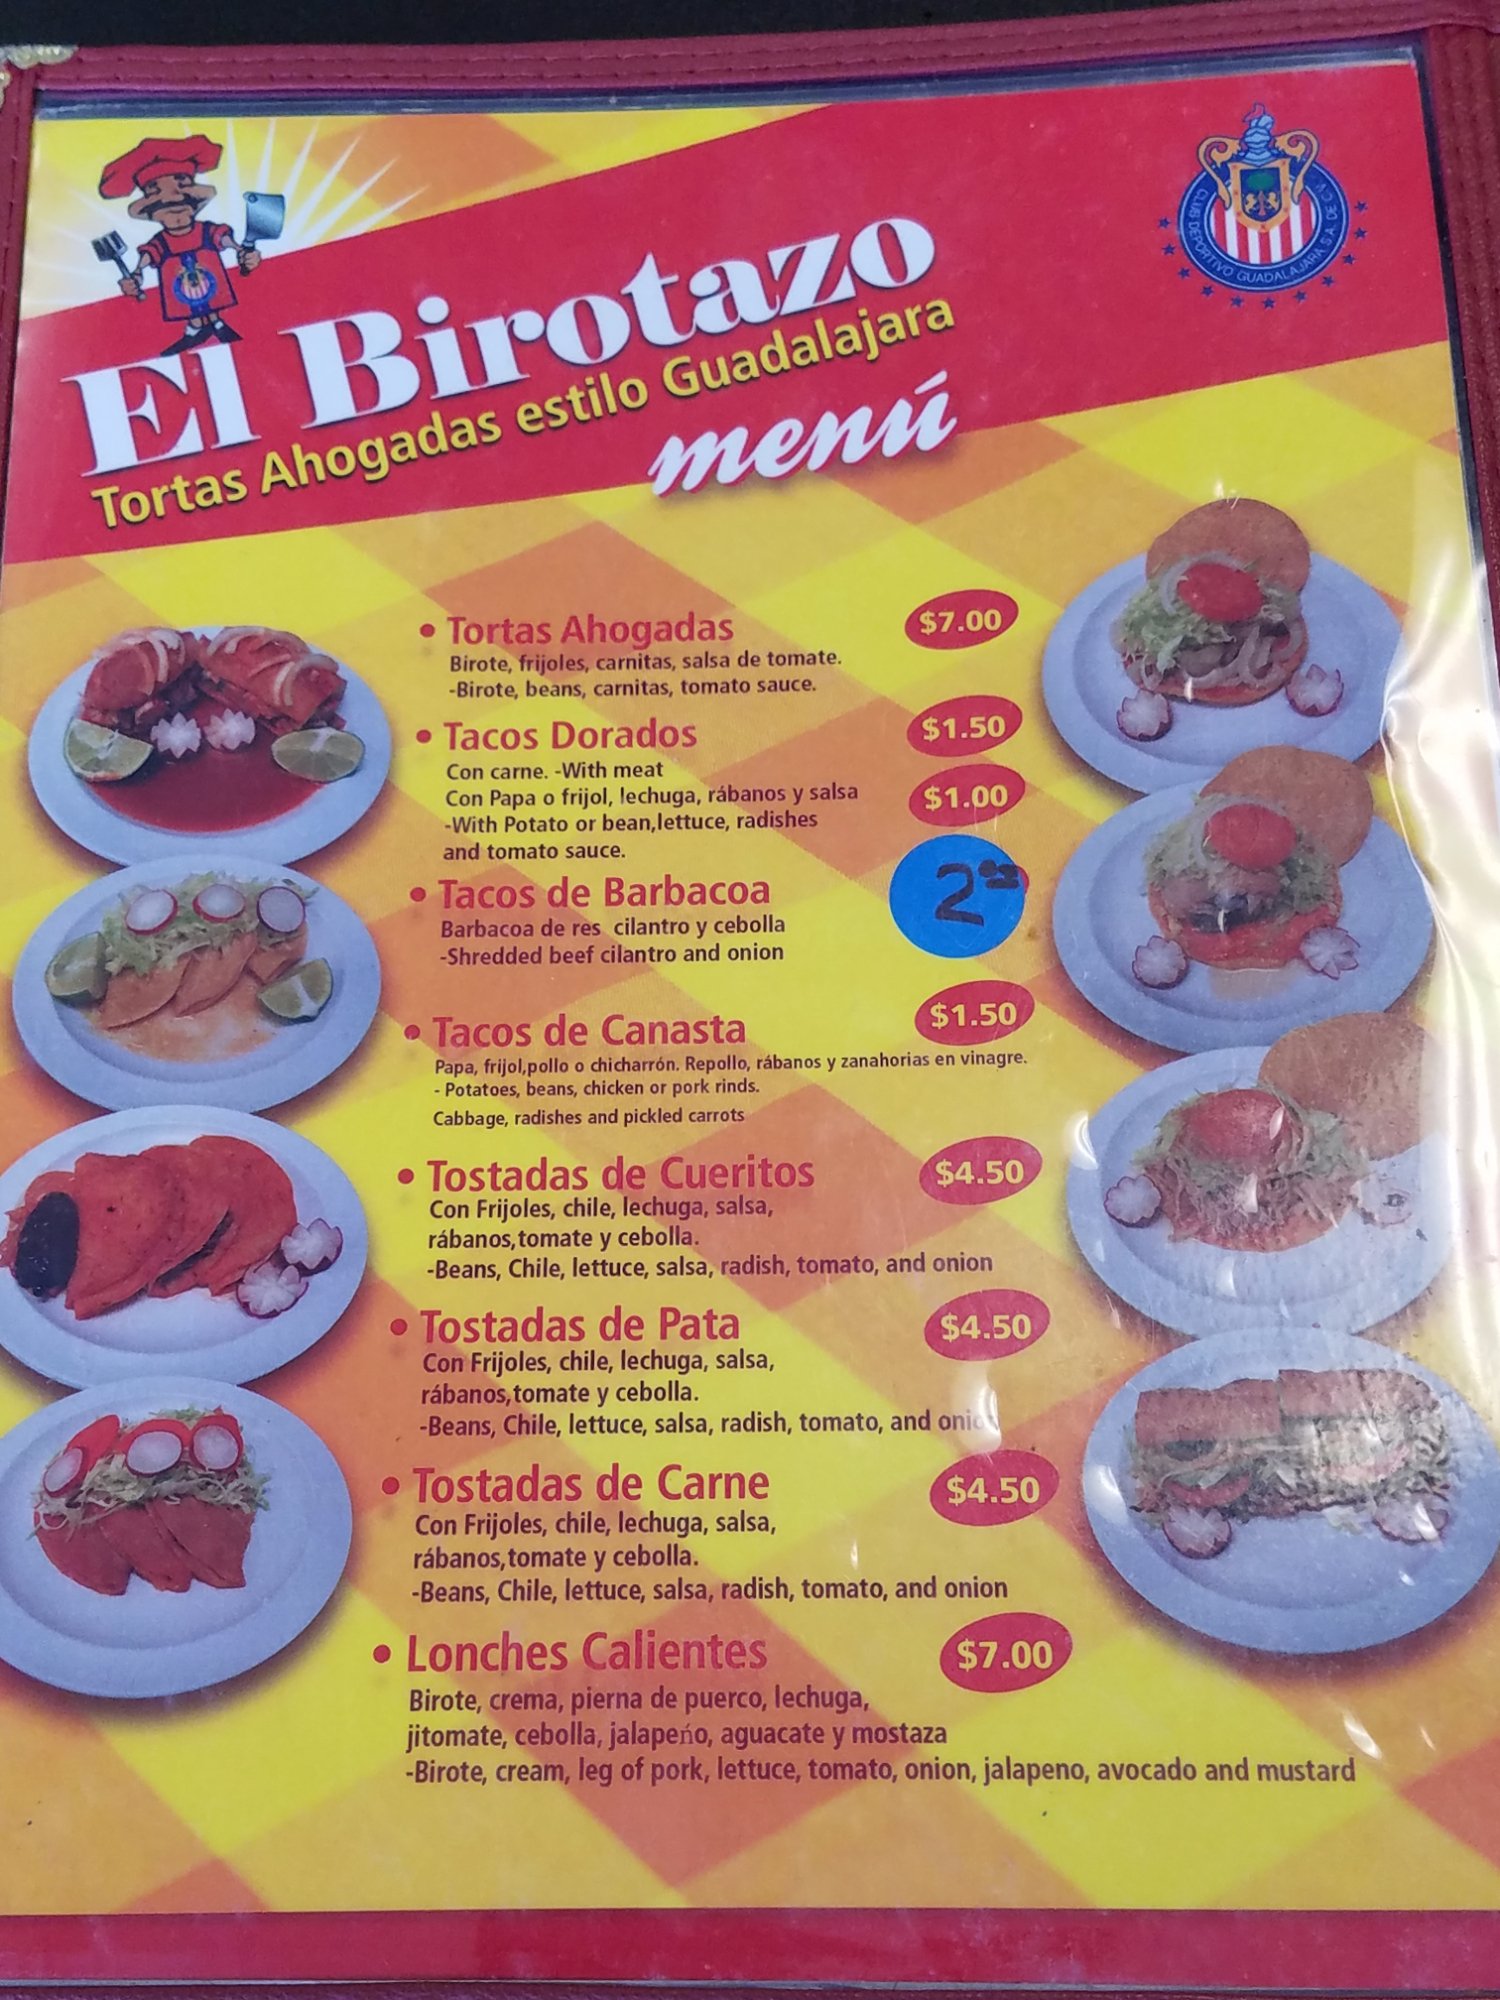 CLUB DEPORTIVO GUADALAJARA S.A. DE C.V.
El Birotazo
Tortas Ahogadas estilo Guadalajara
menú
• Tortas Ahogadas $7.00
Birote, frijoles, carnitas, salsa de tomate.
-Birote, beans, carnitas, tomato sauce.
• Tacos Dorados $1.50
Con carne. -With meat
Con Papa o frijol, lechuga, rábanos y salsa $1.00
-With Potato or bean,lettuce, radishes
and tomato sauce.
• Tacos de Barbacoa 2
Barbacoa de res cilantro y cebolla
-Shredded beef cilantro and onion
• Tacos de Canasta $1.50
Papa, frijol,pollo o chicharrón. Repollo, rábanos y zanahorias en vinagre.
- Potatoes, beans, chicken or pork rinds.
Cabbage, radishes and pickled carrots
• Tostadas de Cueritos $4.50
Con Frijoles, chile, lechuga, salsa,
rábanos,tomate y cebolla.
-Beans, Chile, lettuce, salsa, radish, tomato, and onion
• Tostadas de Pata $4.50
Con Frijoles, chile, lechuga, salsa,
rábanos,tomate y cebolla.
-Beans, Chile, lettuce, salsa, radish, tomato, and onion
• Tostadas de Carne $4.50
Con Frijoles, chile, lechuga, salsa,
rábanos,tomate y cebolla.
-Beans, Chile, lettuce, salsa, radish, tomato, and onion
• Lonches Calientes $7.00
Birote, crema, pierna de puerco, lechuga,
jitomate, cebolla, jalapeńo, aguacate y mostaza
-Birote, cream, leg of pork, lettuce, tomato, onion, jalapeno, avocado and mustard